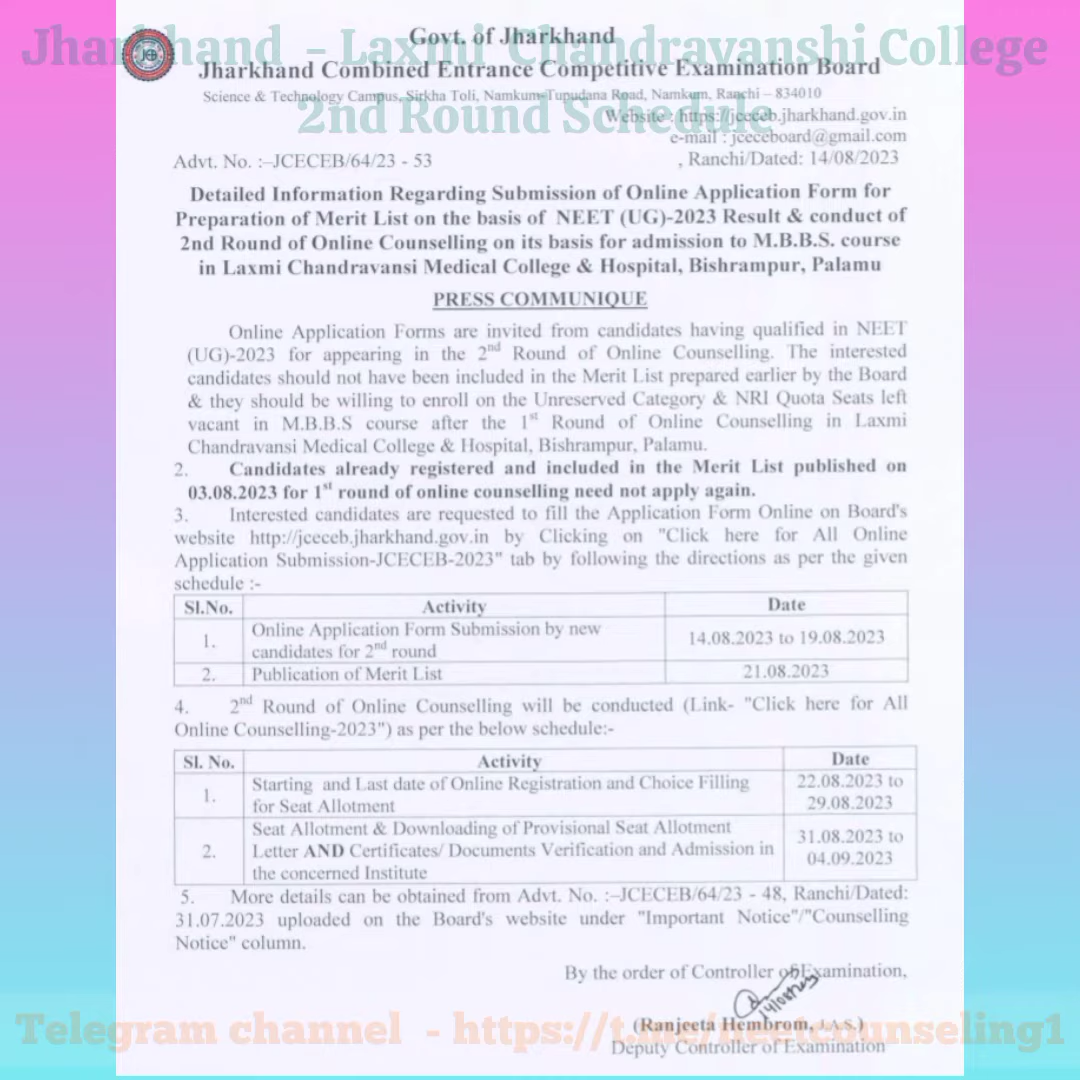 Jharkhand - Laxmi Chandravanshi College
2nd Round Schedule
Govt. of Jharkhand
Jharkhand Combined Entrance Competitive Examination Board
Science & Technology Campus, Sirkha Toli, Namkum-Tupudana Road, Namkum, Ranchi – 834010
Website : https://jceceb.jharkhand.gov.in
e-mail : jceceboard@gmail.com
Advt. No. :–JCECEB/64/23 - 53 , Ranchi/Dated: 14/08/2023
Detailed Information Regarding Submission of Online Application Form for
Preparation of Merit List on the basis of NEET (UG)-2023 Result & conduct of
2nd Round of Online Counselling on its basis for admission to M.B.B.S. course
in Laxmi Chandravansi Medical College & Hospital, Bishrampur, Palamu
PRESS COMMUNIQUE
Online Application Forms are invited from candidates having qualified in NEET
(UG)-2023 for appearing in the 2nd Round of Online Counselling. The interested
candidates should not have been included in the Merit List prepared earlier by the Board
& they should be willing to enroll on the Unreserved Category & NRI Quota Seats left
vacant in M.B.B.S course after the 1st Round of Online Counselling in Laxmi
Chandravansi Medical College & Hospital, Bishrampur, Palamu.
2. Candidates already registered and included in the Merit List published on
03.08.2023 for 1st round of online counselling need not apply again.
3. Interested candidates are requested to fill the Application Form Online on Board's
website http://jceceb.jharkhand.gov.in by Clicking on "Click here for All Online
Application Submission-JCECEB-2023" tab by following the directions as per the given
schedule :-
Sl.No. Activity Date
1. Online Application Form Submission by new
candidates for 2nd round 14.08.2023 to 19.08.2023
2. Publication of Merit List 21.08.2023
4. 2nd Round of Online Counselling will be conducted (Link- "Click here for All
Online Counselling-2023") as per the below schedule:-
Sl. No. Activity Date
1. Starting and Last date of Online Registration and Choice Filling
for Seat Allotment
22.08.2023 to
29.08.2023
2. Seat Allotment & Downloading of Provisional Seat Allotment
Letter AND Certificates/ Documents Verification and Admission in
the concerned Institute
31.08.2023 to
04.09.2023
5. More details can be obtained from Advt. No. :–JCECEB/64/23 - 48, Ranchi/Dated:
31.07.2023 uploaded on the Board's website under "Important Notice"/"Counselling
Notice" column.
By the order of Controller of Examination,
(Ranjeeta Hembrom, J.A.S.)
Deputy Controller of Examination
Telegram channel - https://t.me/neetcounseling1